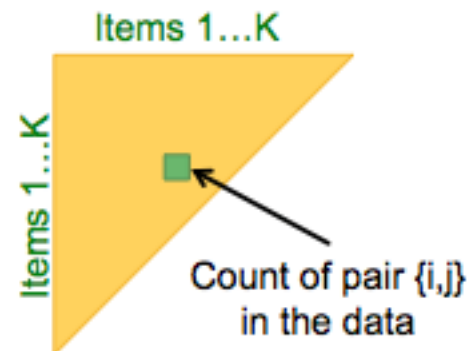 Items 1...K
Items 1...K
Count of pair {i,j}
in the data